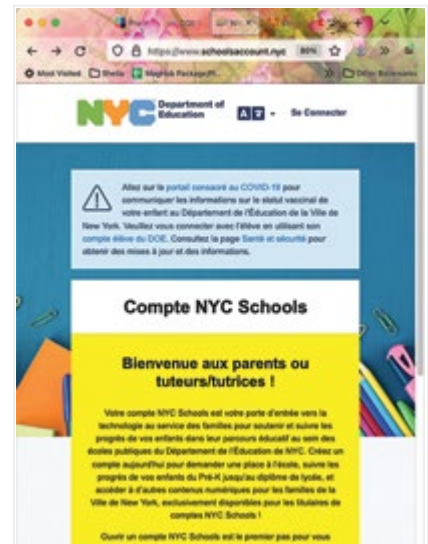 https://www.schoolsaccount.nyc 80%
Most Visited Sheila
Other Bookmarks
NYC Department of
Education
Se Connecter
Allez sur le portail consacré au COVID-19 pour
communiquer les informations sur le statut vaccinal de
votre enfant au Département de l'Éducation de la Ville de
New York. Veuillez vous connecter avec l'élève en utilisant son
compte élève du DOE. Consultez la page Santé et sécurité pour
obtenir des mises à jour et des informations.
Compte NYC Schools
Bienvenue aux parents ou
tuteurs/tutrices !
Votre compte NYC Schools est votre porte d'entrée vers la
technologie au service des familles pour soutenir et suivre les
progrès de vos enfants dans leur parcours éducatif au sein des
écoles publiques du Département de l'Éducation de NYC. Créez un
compte aujourd'hui pour demander une place à l'école, suivre les
progrès de vos enfants du Pré-K jusqu'au diplôme de lycée, et
accéder à d'autres contenus numériques pour les familles de la
Ville de New York, exclusivement disponibles pour les titulaires de
comptes NYC Schools !
Ouvrir un compte NYC Schools est le premier pas pour vous